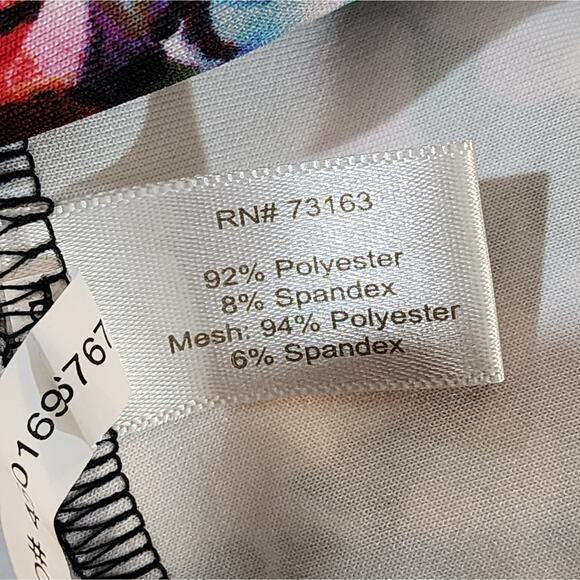 RN# 73163
92% Polyester
8% Spandex
Mesh: 94% Polyester
6% Spandex